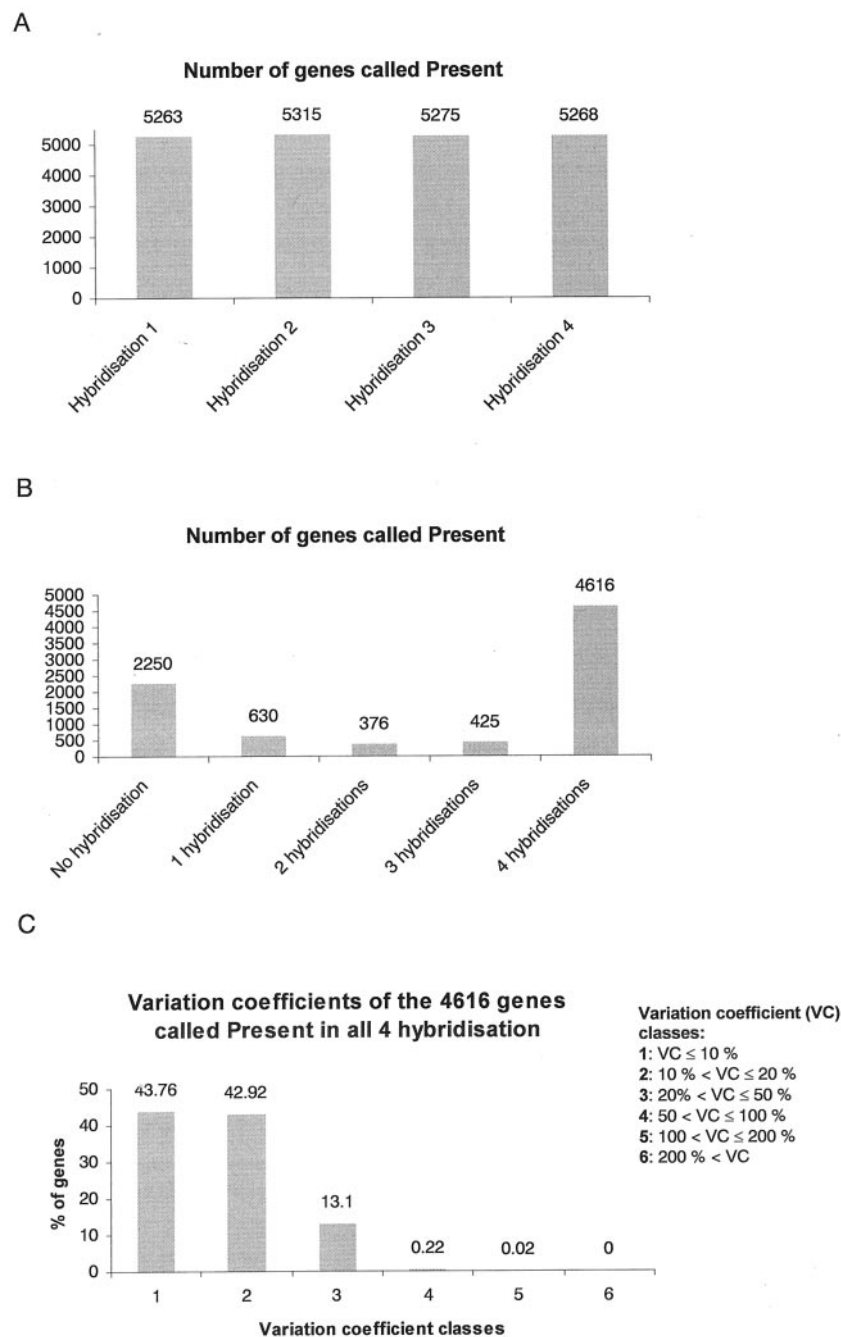 A
Number of genes called Present
5263 5315 5275 5268
5000
4000
3000
2000
1000
0
Hybridisation 1 Hybridisation 2 Hybridisation 3 Hybridisation 4
B
Number of genes called Present
5000
4500
4000
3500
3000
2500
2000
1500
1000
500
0
2250 630 376 425 4616
No hybridisation 1 hybridisation 2 hybridisations 3 hybridisations 4 hybridisations
C
Variation coefficients of the 4616 genes
called Present in all 4 hybridisation
% of genes
50
40
30
20
10
0
43.76 42.92 13.1 0.22 0.02 0
1 2 3 4 5 6
Variation coefficient classes
Variation coefficient (VC)
classes:
1: VC ≤ 10 %
2: 10 % < VC ≤ 20 %
3: 20% < VC ≤ 50 %
4: 50 < VC ≤ 100 %
5: 100 < VC ≤ 200 %
6: 200 % < VC